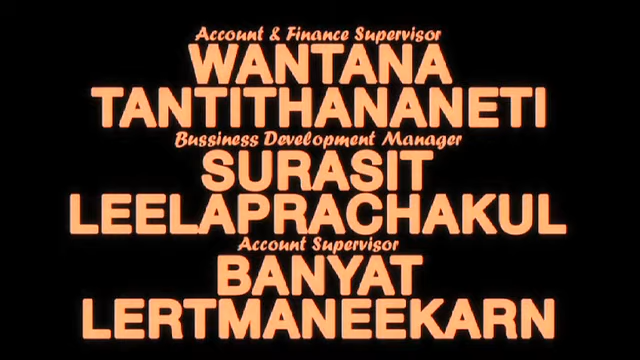 Account & Finance Supervisor
WANTANA
TANTITHANANETI
Bussiness Development Manager
SURASIT
LEELAPRACHAKUL
Account Supervisor
BANYAT
LERTMANEEKARN